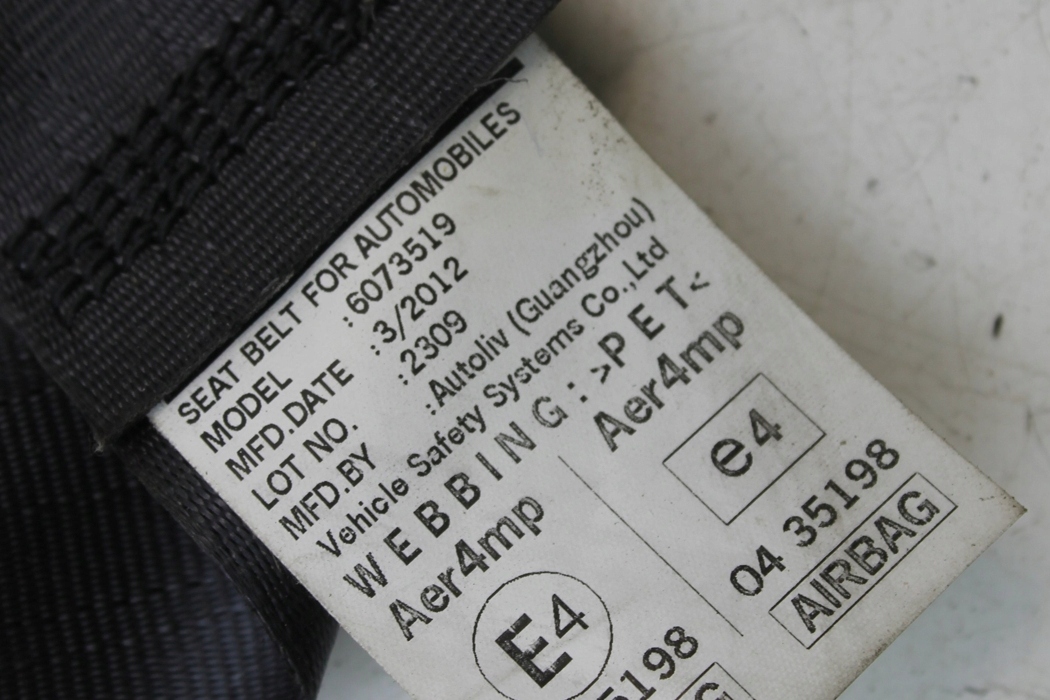 SEAT BELT FOR AUTOMOBILES
MODEL :6073519
MFD.DATE :3/2012
LOT NO. :2309
MFD.BY :Autoliv (Guangzhou)
Vehicle Safety Systems Co.,Ltd
WEBBING:>PET<
Aer4mp Aer4mp
E4 e4
5198 04 35198
G AIRBAG